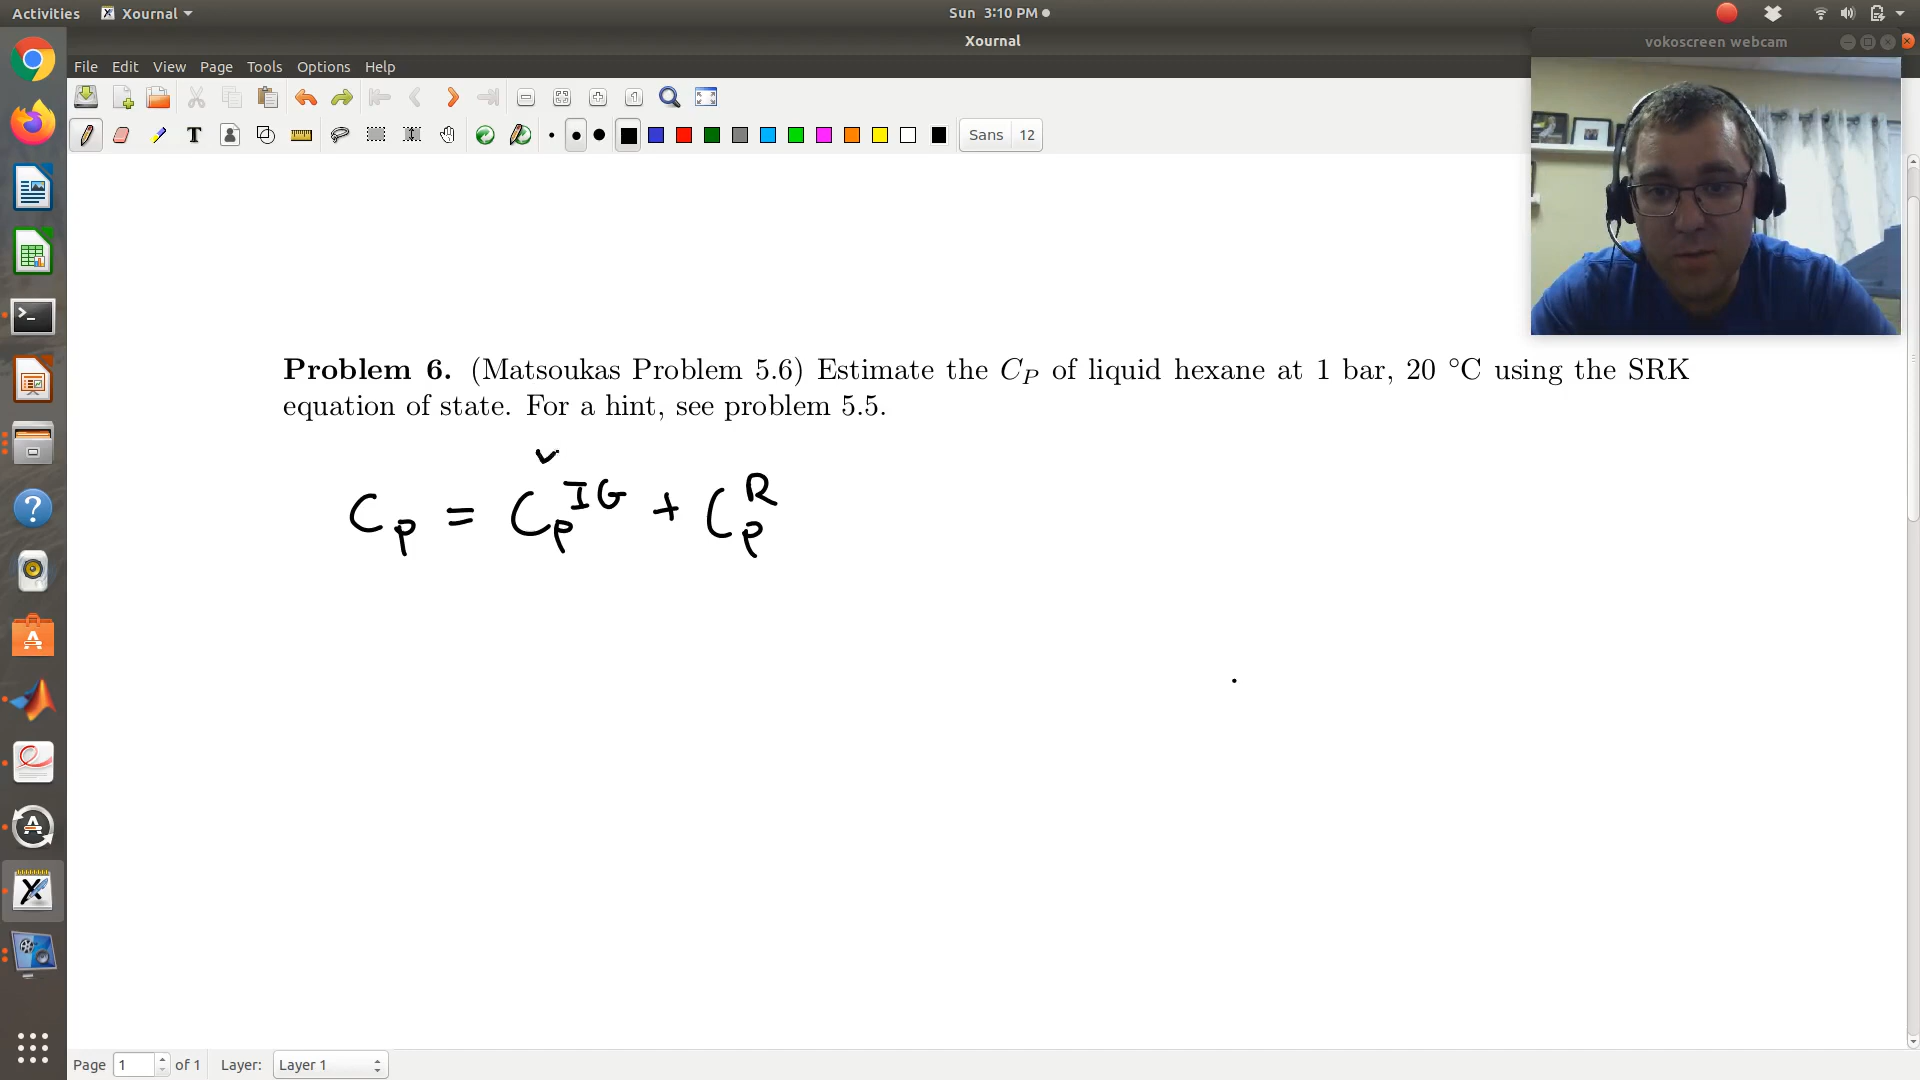 Activities Xournal Sun 3:10 PM
Xournal
vokoscreen webcam
File Edit View Page Tools Options Help
Sans 12
Problem 6. (Matsoukas Problem 5.6) Estimate the C_P of liquid hexane at 1 bar, 20 °C using the SRK
equation of state. For a hint, see problem 5.5.
C_p = C_p^IG + C_p^R
Page 1 of 1 Layer: Layer 1